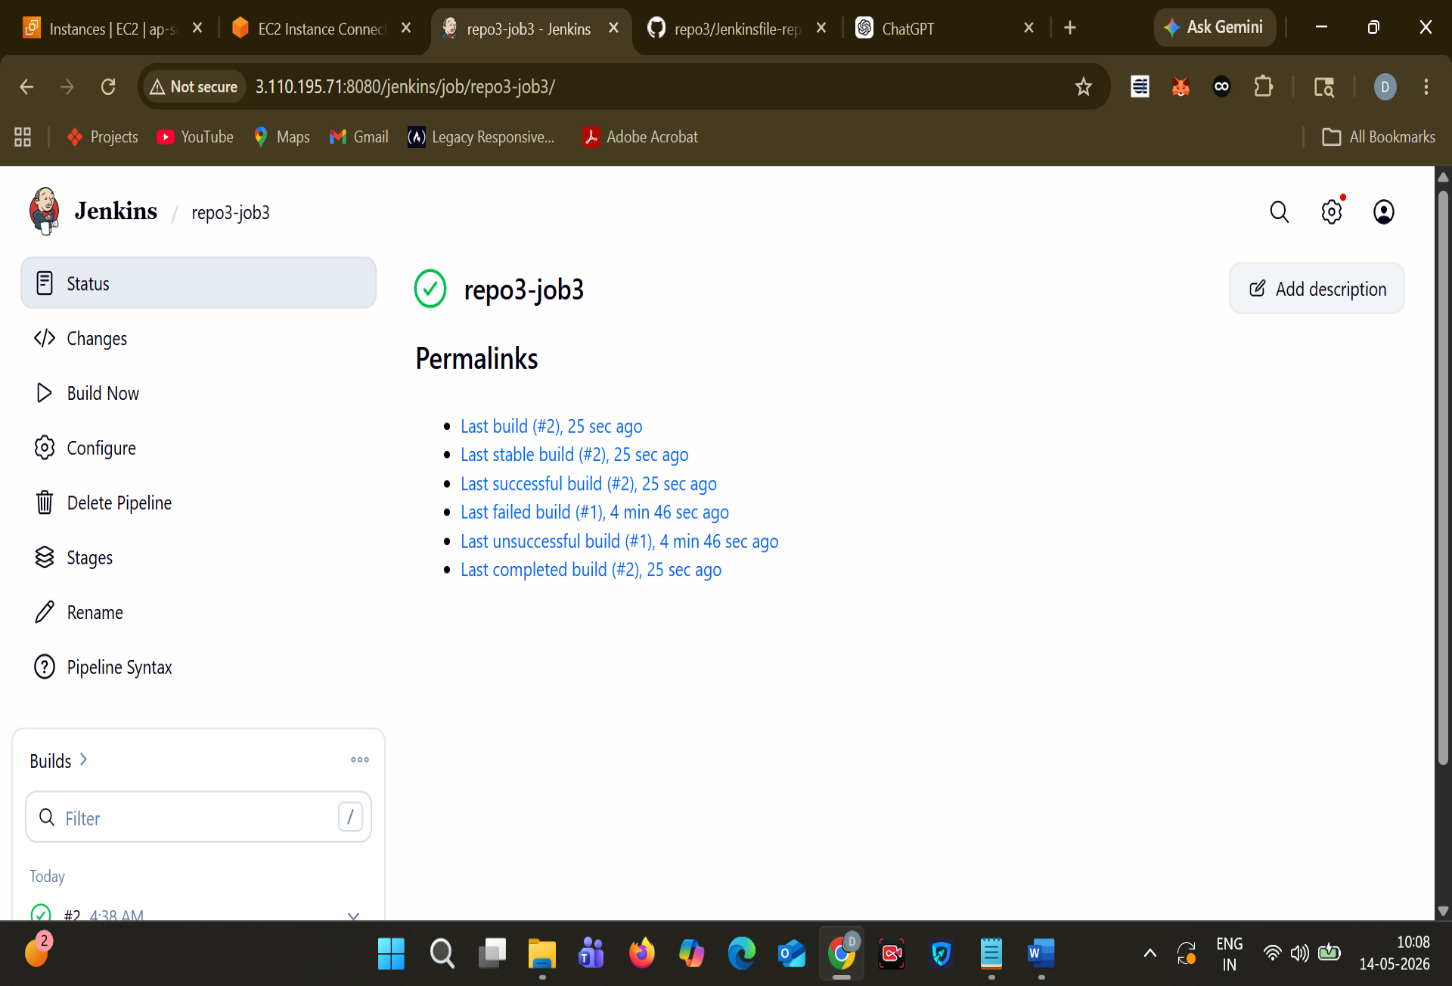 Instances | EC2 | ap-s
EC2 Instance Connect
repo3-job3 - Jenkins
repo3/Jenkinsfile-rep
ChatGPT
Ask Gemini
Not secure
3.110.195.71:8080/jenkins/job/repo3-job3/
D
Projects
YouTube
Maps
Gmail
Legacy Responsive...
Adobe Acrobat
All Bookmarks
Jenkins / repo3-job3
Status
Changes
Build Now
Configure
Delete Pipeline
Stages
Rename
Pipeline Syntax
Builds
Filter
/
Today
#2 4:38 AM
repo3-job3
Add description
Permalinks
Last build (#2), 25 sec ago
Last stable build (#2), 25 sec ago
Last successful build (#2), 25 sec ago
Last failed build (#1), 4 min 46 sec ago
Last unsuccessful build (#1), 4 min 46 sec ago
Last completed build (#2), 25 sec ago
2
D
ENG
IN
10:08
14-05-2026